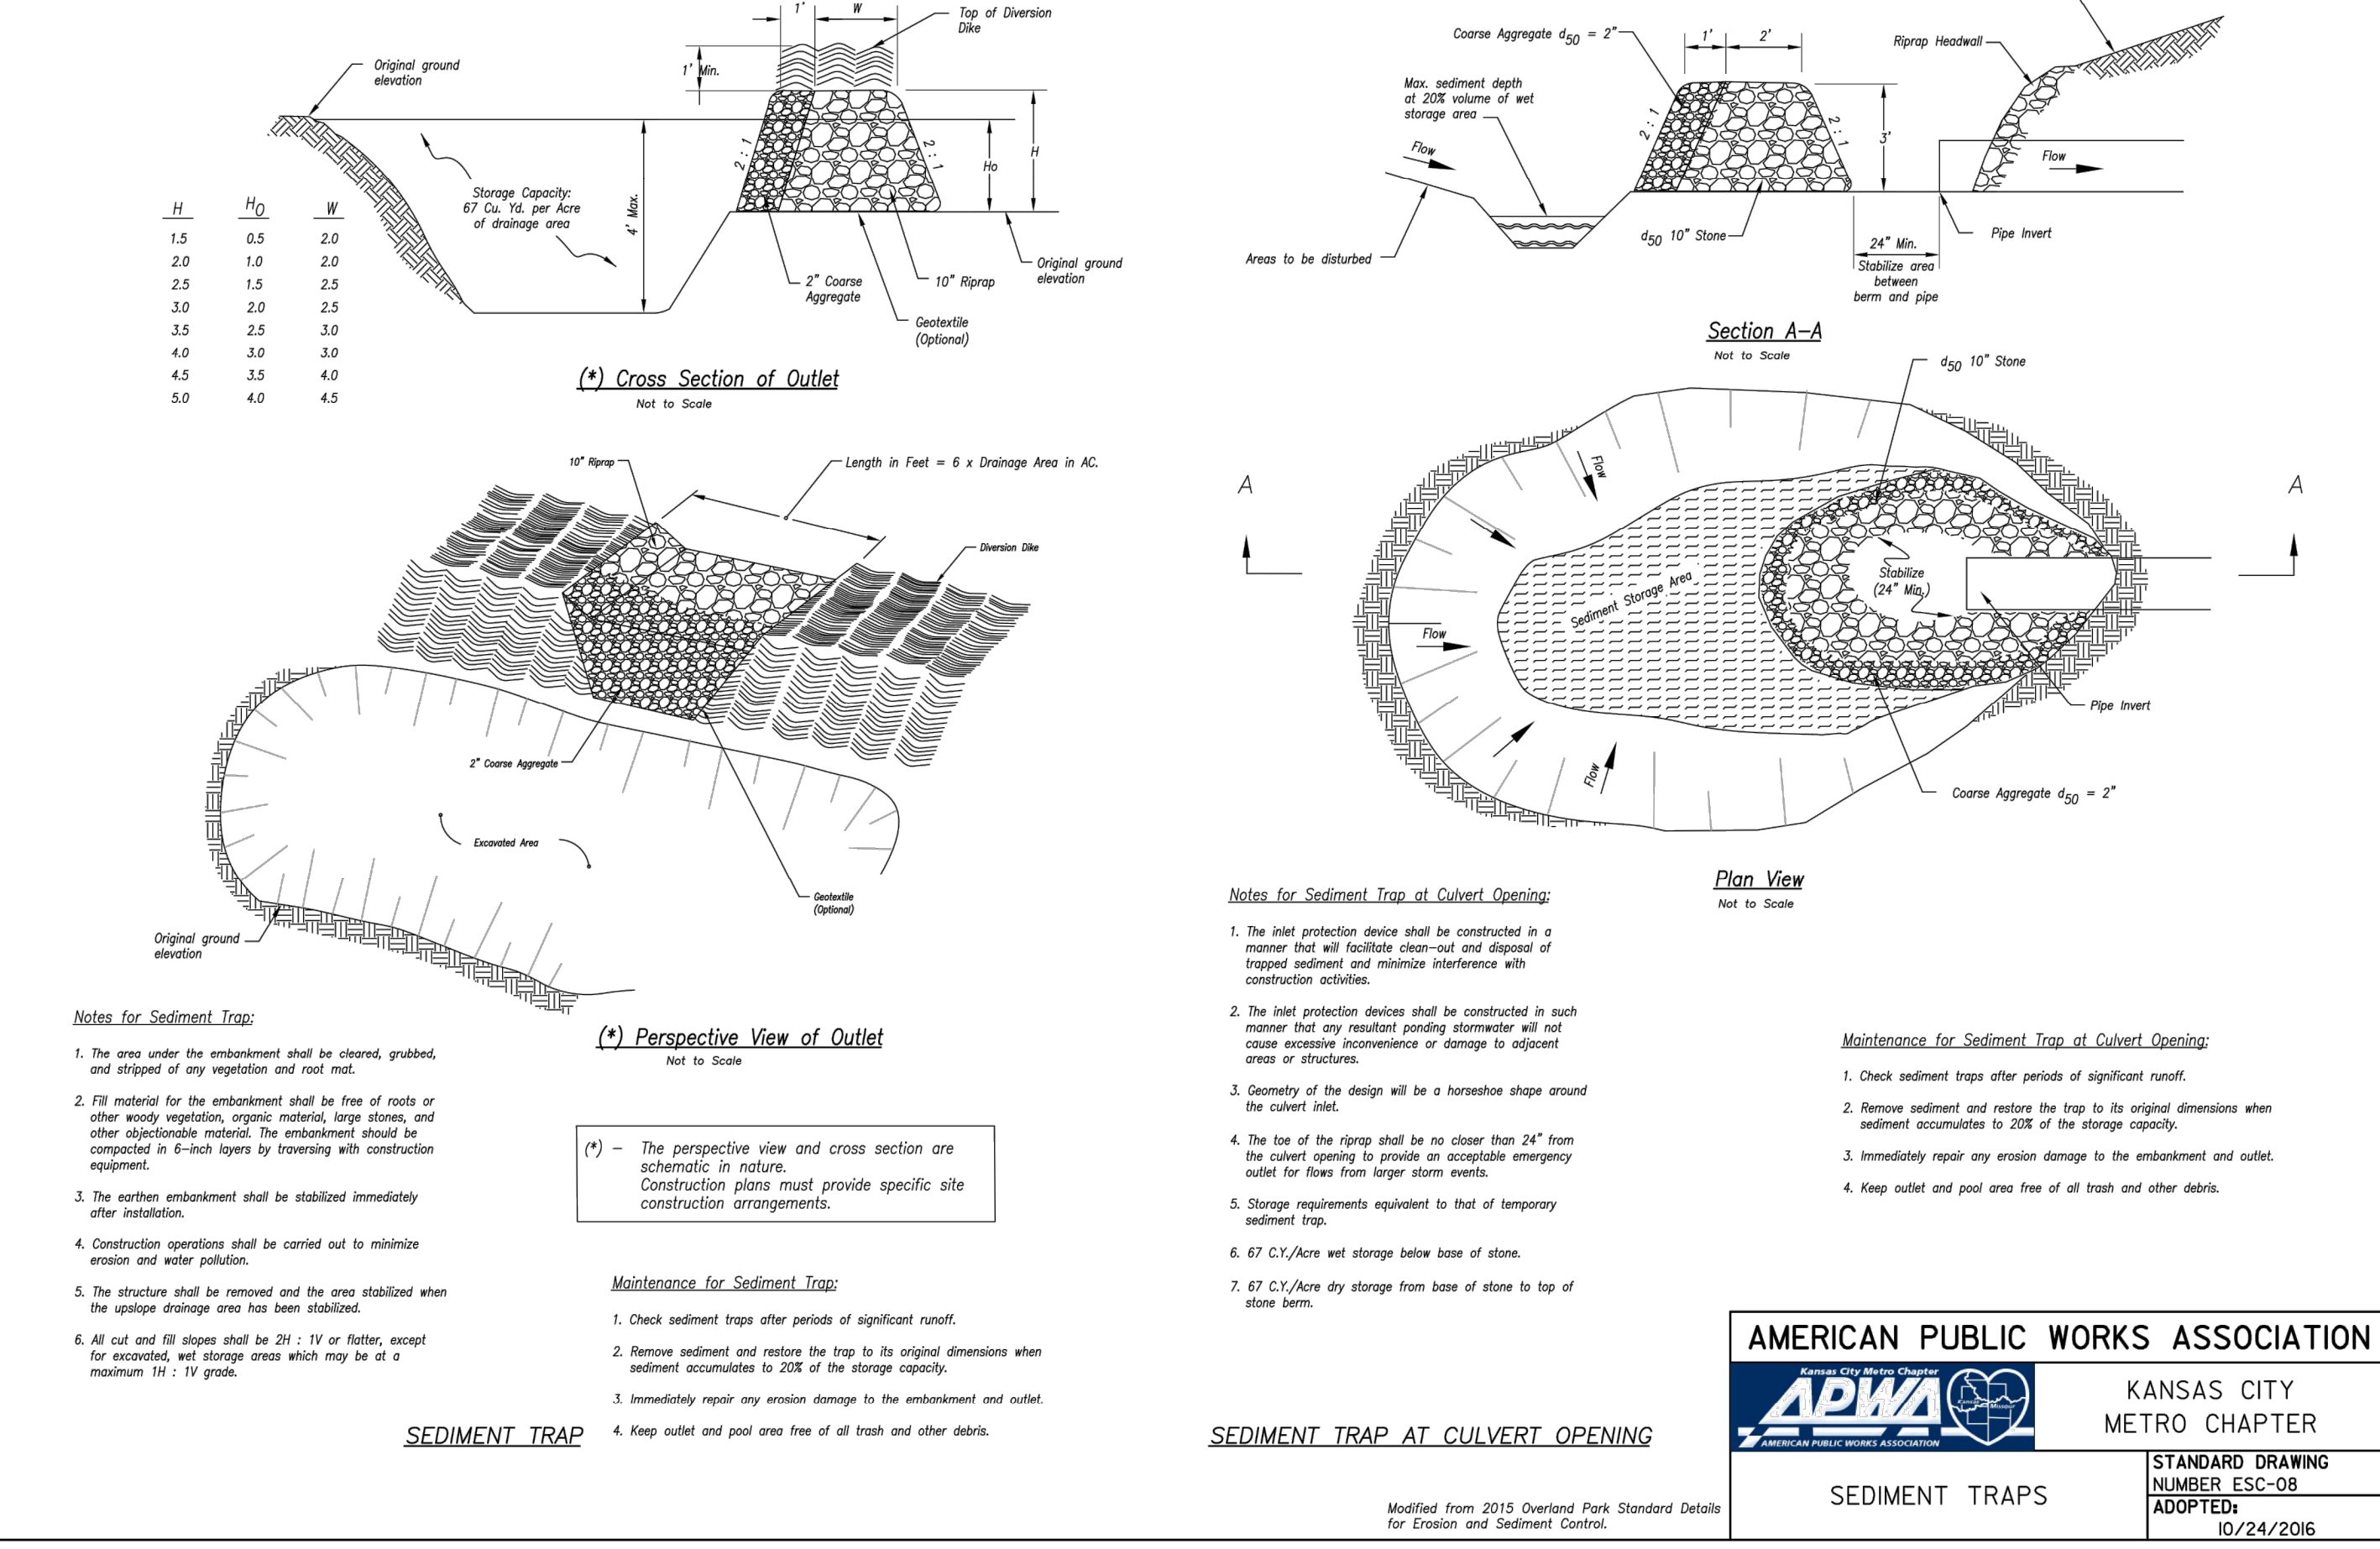 1'
W
Top of Diversion
Dike
1' Min.
Original ground
elevation
2 : 1
2 : 1
Ho
H
Storage Capacity:
67 Cu. Yd. per Acre
of drainage area
4' Max.
H HO W
1.5 0.5 2.0
2.0 1.0 2.0
2.5 1.5 2.5
3.0 2.0 2.5
3.5 2.5 3.0
4.0 3.0 3.0
4.5 3.5 4.0
5.0 4.0 4.5
2" Coarse
Aggregate
10" Riprap
Original ground
elevation
Geotextile
(Optional)
(*) Cross Section of Outlet
Not to Scale
10" Riprap
Length in Feet = 6 x Drainage Area in AC.
Diversion Dike
2" Coarse Aggregate
Excavated Area
Geotextile
(Optional)
Original ground
elevation
(*) Perspective View of Outlet
Not to Scale
Notes for Sediment Trap:
1. The area under the embankment shall be cleared, grubbed,
and stripped of any vegetation and root mat.
2. Fill material for the embankment shall be free of roots or
other woody vegetation, organic material, large stones, and
other objectionable material. The embankment should be
compacted in 6-inch layers by traversing with construction
equipment.
3. The earthen embankment shall be stabilized immediately
after installation.
4. Construction operations shall be carried out to minimize
erosion and water pollution.
5. The structure shall be removed and the area stabilized when
the upslope drainage area has been stabilized.
6. All cut and fill slopes shall be 2H : 1V or flatter, except
for excavated, wet storage areas which may be at a
maximum 1H : 1V grade.
(*) - The perspective view and cross section are
schematic in nature.
Construction plans must provide specific site
construction arrangements.
Maintenance for Sediment Trap:
1. Check sediment traps after periods of significant runoff.
2. Remove sediment and restore the trap to its original dimensions when
sediment accumulates to 20% of the storage capacity.
3. Immediately repair any erosion damage to the embankment and outlet.
4. Keep outlet and pool area free of all trash and other debris.
SEDIMENT TRAP
Coarse Aggregate d50 = 2"
1'
2'
Riprap Headwall
Max. sediment depth
at 20% volume of wet
storage area
2 : 1
2 : 1
3'
Flow
Flow
d50 10" Stone
Pipe Invert
24" Min.
Stabilize area
between
berm and pipe
Areas to be disturbed
Section A-A
Not to Scale
d50 10" Stone
A
A
Flow
Stabilize
(24" Min.)
Sediment Storage Area
Flow
Flow
Pipe Invert
Coarse Aggregate d50 = 2"
Plan View
Not to Scale
Notes for Sediment Trap at Culvert Opening:
1. The inlet protection device shall be constructed in a
manner that will facilitate clean-out and disposal of
trapped sediment and minimize interference with
construction activities.
2. The inlet protection devices shall be constructed in such
manner that any resultant ponding stormwater will not
cause excessive inconvenience or damage to adjacent
areas or structures.
3. Geometry of the design will be a horseshoe shape around
the culvert inlet.
4. The toe of the riprap shall be no closer than 24" from
the culvert opening to provide an acceptable emergency
outlet for flows from larger storm events.
5. Storage requirements equivalent to that of temporary
sediment trap.
6. 67 C.Y./Acre wet storage below base of stone.
7. 67 C.Y./Acre dry storage from base of stone to top of
stone berm.
Maintenance for Sediment Trap at Culvert Opening:
1. Check sediment traps after periods of significant runoff.
2. Remove sediment and restore the trap to its original dimensions when
sediment accumulates to 20% of the storage capacity.
3. Immediately repair any erosion damage to the embankment and outlet.
4. Keep outlet and pool area free of all trash and other debris.
SEDIMENT TRAP AT CULVERT OPENING
Modified from 2015 Overland Park Standard Details
for Erosion and Sediment Control.
AMERICAN PUBLIC WORKS ASSOCIATION
Kansas City Metro Chapter
APWA
Kansas
Missouri
AMERICAN PUBLIC WORKS ASSOCIATION
KANSAS CITY
METRO CHAPTER
SEDIMENT TRAPS
STANDARD DRAWING
NUMBER ESC-08
ADOPTED:
10/24/2016